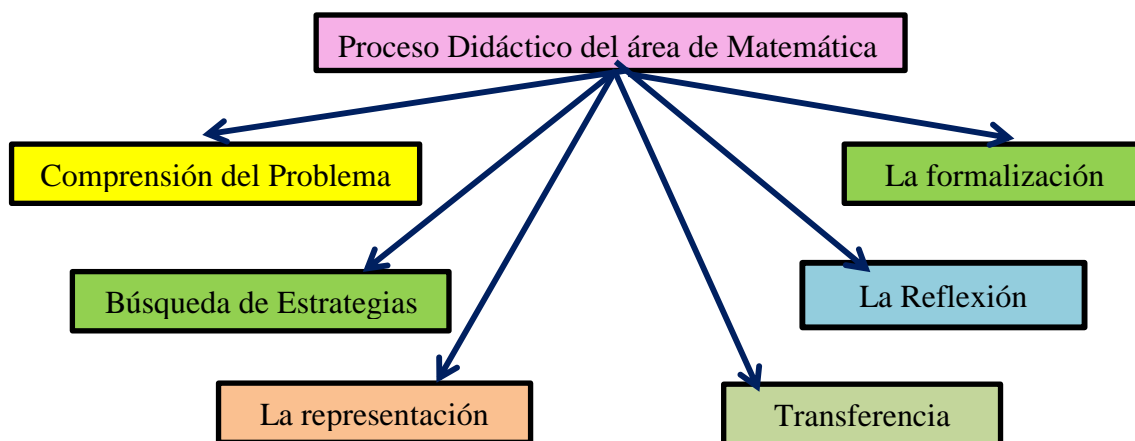 Proceso Didáctico del área de Matemática
Comprensión del Problema
La formalización
Búsqueda de Estrategias
La Reflexión
La representación
Transferencia